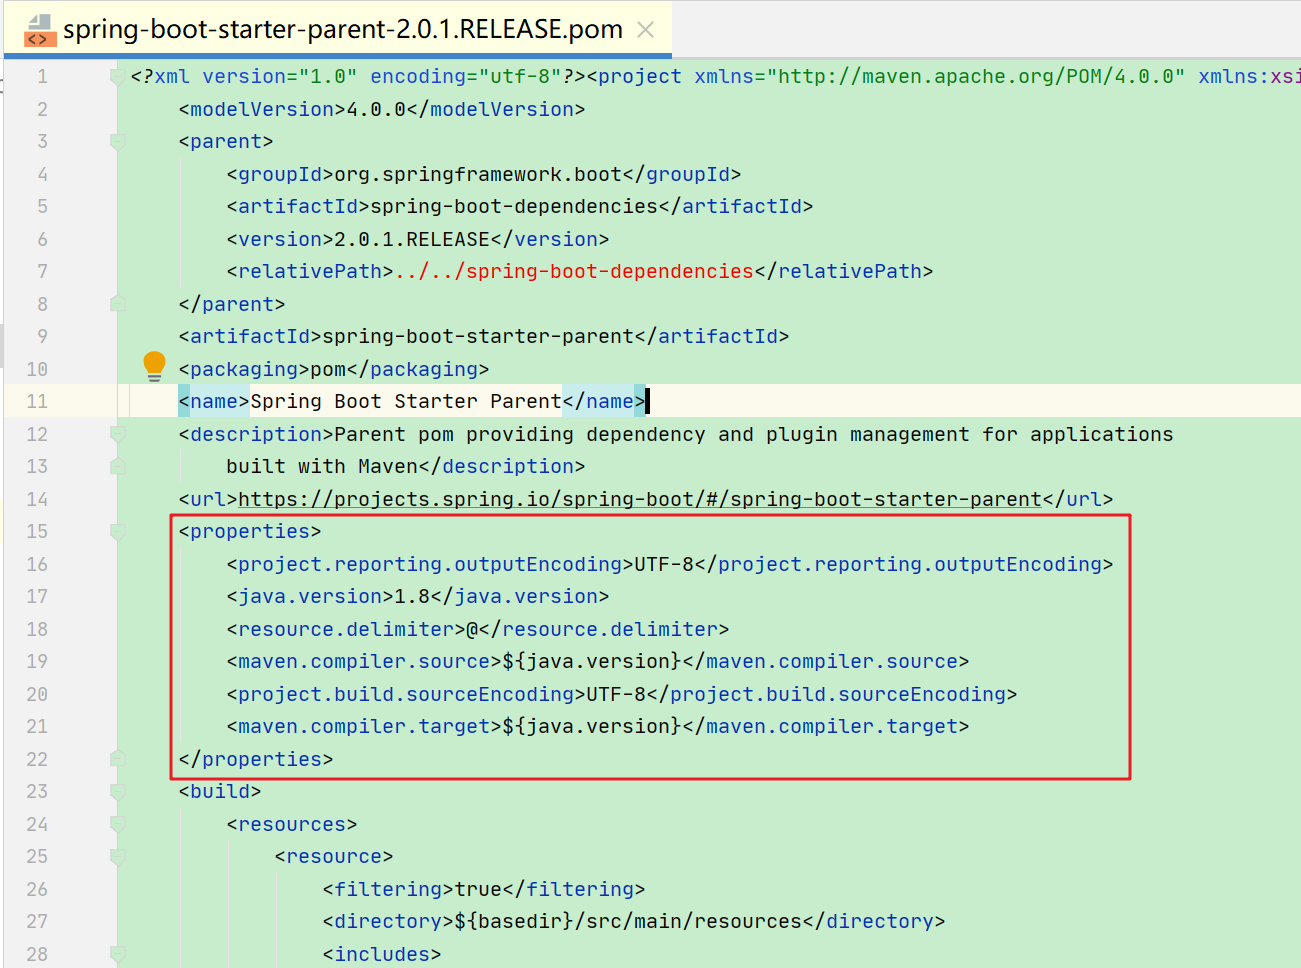 spring-boot-starter-parent-2.0.1.RELEASE.pom
1 <?xml version="1.0" encoding="utf-8"?><project xmlns="http://maven.apache.org/POM/4.0.0" xmlns:xsi
2 <modelVersion>4.0.0</modelVersion>
3 <parent>
4 <groupId>org.springframework.boot</groupId>
5 <artifactId>spring-boot-dependencies</artifactId>
6 <version>2.0.1.RELEASE</version>
7 <relativePath>../../spring-boot-dependencies</relativePath>
8 </parent>
9 <artifactId>spring-boot-starter-parent</artifactId>
10 <packaging>pom</packaging>
11 <name>Spring Boot Starter Parent</name>
12 <description>Parent pom providing dependency and plugin management for applications
13 built with Maven</description>
14 <url>https://projects.spring.io/spring-boot/#/spring-boot-starter-parent</url>
15 <properties>
16 <project.reporting.outputEncoding>UTF-8</project.reporting.outputEncoding>
17 <java.version>1.8</java.version>
18 <resource.delimiter>@</resource.delimiter>
19 <maven.compiler.source>${java.version}</maven.compiler.source>
20 <project.build.sourceEncoding>UTF-8</project.build.sourceEncoding>
21 <maven.compiler.target>${java.version}</maven.compiler.target>
22 </properties>
23 <build>
24 <resources>
25 <resource>
26 <filtering>true</filtering>
27 <directory>${basedir}/src/main/resources</directory>
28 <includes>